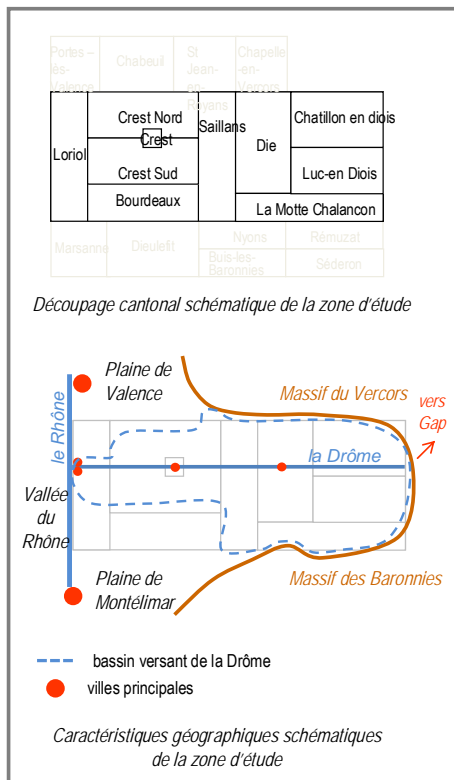 Portes –
lès-
Valence
Chabeuil
St
Jean-
en-
Royans
Chapelle
-en-
Vercors
Crest Nord
Crest
Saillans
Chatillon en diois
Loriol
Die
Crest Sud
Luc-en Diois
Bourdeaux
La Motte Chalancon
Marsanne
Dieulefit
Nyons
Rémuzat
Buis-les-
Baronnies
Séderon
Découpage cantonal schématique de la zone d'étude
Plaine de
Valence
Massif du Vercors
vers
Gap
le Rhône
la Drôme
Vallée
du
Rhône
Plaine de
Montélimar
Massif des Baronnies
bassin versant de la Drôme
villes principales
Caractéristiques géographiques schématiques
de la zone d'étude